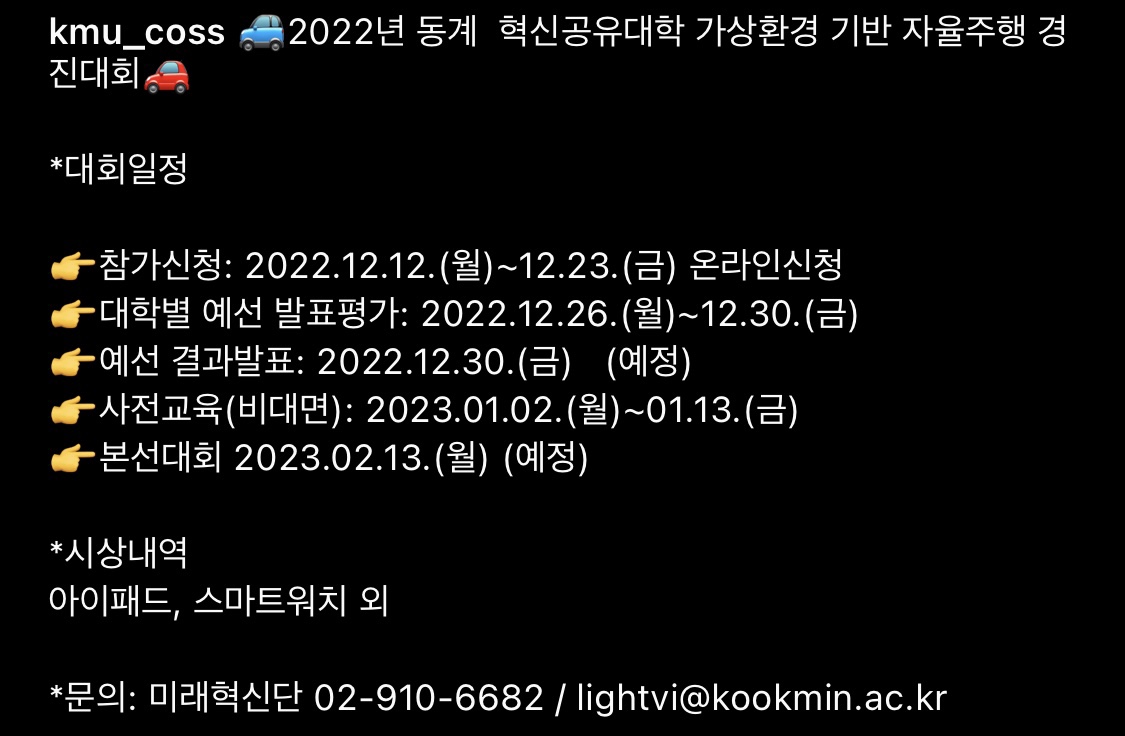 kmu_coss 🚙2022년 동계 혁신공유대학 가상환경 기반 자율주행 경
진대회🚗
*대회일정
👉참가신청: 2022.12.12.(월)~12.23.(금) 온라인신청
👉대학별 예선 발표평가: 2022.12.26.(월)~12.30.(금)
👉예선 결과발표: 2022.12.30.(금) (예정)
👉사전교육(비대면): 2023.01.02.(월)~01.13.(금)
👉본선대회 2023.02.13.(월) (예정)
*시상내역
아이패드, 스마트워치 외
*문의: 미래혁신단 02-910-6682 / lightvi@kookmin.ac.kr